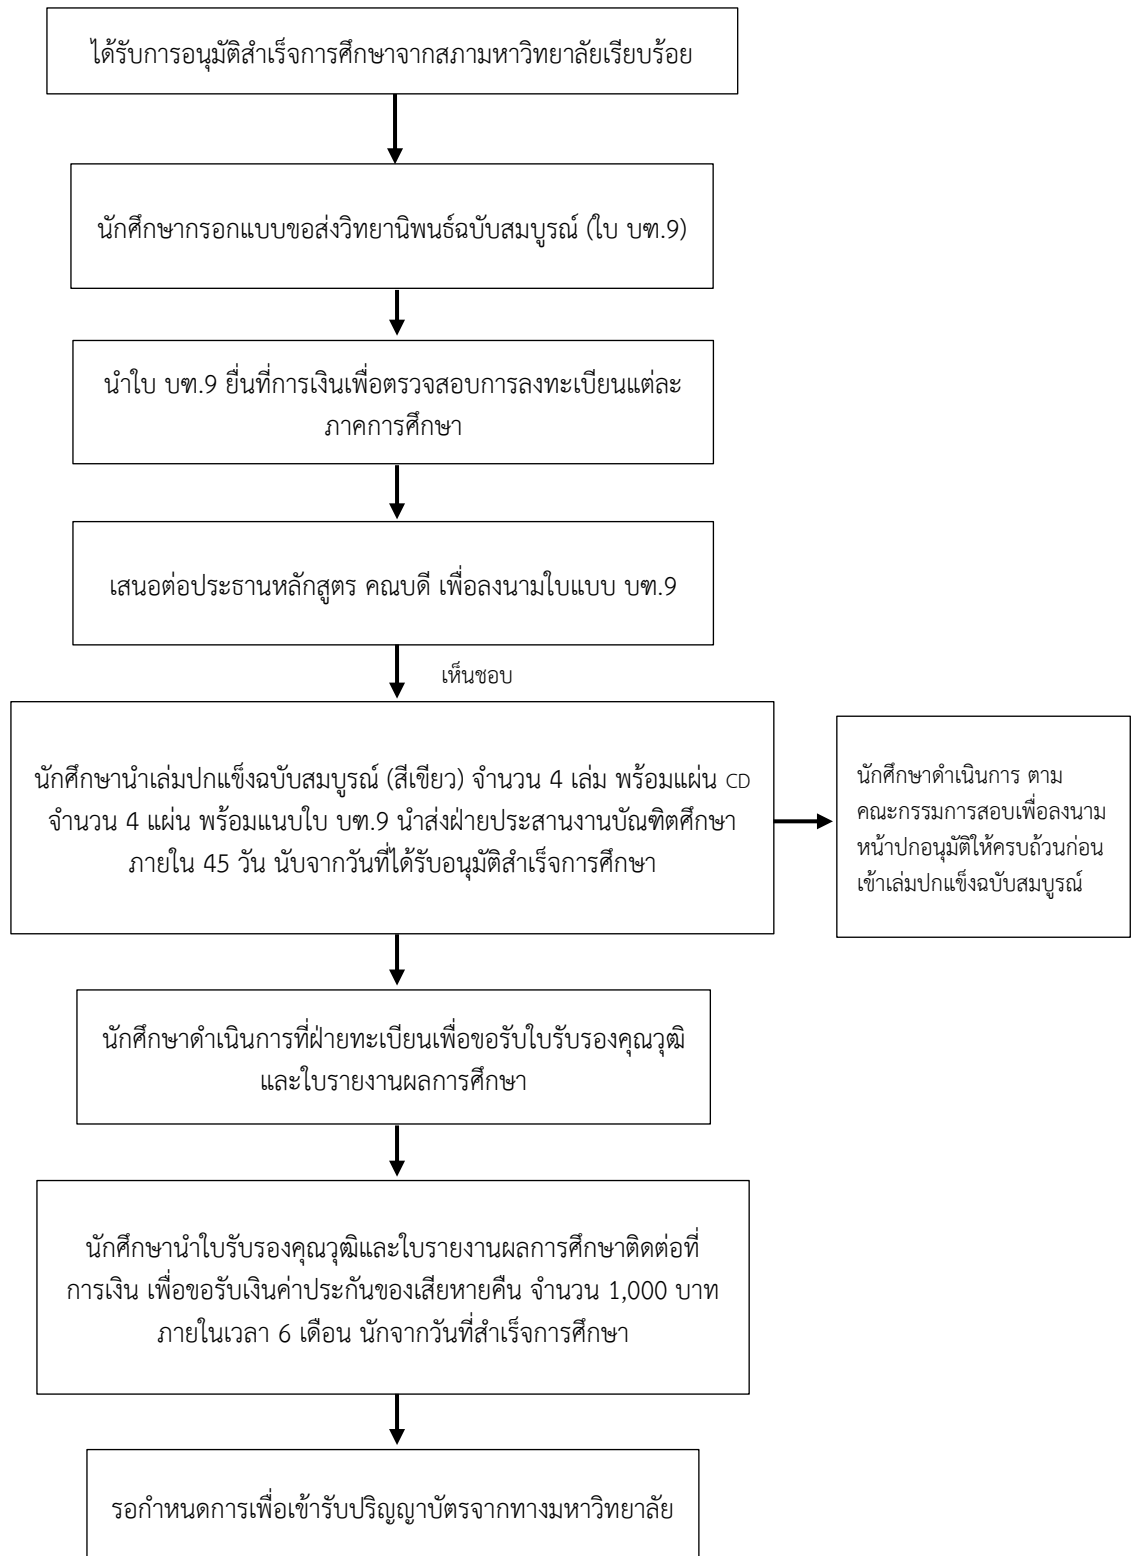 ได้รับการอนุมัติสำเร็จการศึกษาจากสภามหาวิทยาลัยเรียบร้อย
นักศึกษากรอกแบบขอส่งวิทยานิพนธ์ฉบับสมบูรณ์ (ใบ บฑ.9)
นำใบ บฑ.9 ยื่นที่การเงินเพื่อตรวจสอบการลงทะเบียนแต่ละ
ภาคการศึกษา
เสนอต่อประธานหลักสูตร คณบดี เพื่อลงนามใบแบบ บฑ.9
เห็นชอบ
นักศึกษานำเล่มปกแข็งฉบับสมบูรณ์ (สีเขียว) จำนวน 4 เล่ม พร้อมแผ่น CD
จำนวน 4 แผ่น พร้อมแนบใบ บฑ.9 นำส่งฝ่ายประสานงานบัณฑิตศึกษา
ภายใน 45 วัน นับจากวันที่ได้รับอนุมัติสำเร็จการศึกษา
นักศึกษาดำเนินการ ตาม
คณะกรรมการสอบเพื่อลงนาม
หน้าปกอนุมัติให้ครบถ้วนก่อน
เข้าเล่มปกแข็งฉบับสมบูรณ์
นักศึกษาดำเนินการที่ฝ่ายทะเบียนเพื่อขอรับใบรับรองคุณวุฒิ
และใบรายงานผลการศึกษา
นักศึกษานำใบรับรองคุณวุฒิและใบรายงานผลการศึกษาติดต่อที่
การเงิน เพื่อขอรับเงินค่าประกันของเสียหายคืน จำนวน 1,000 บาท
ภายในเวลา 6 เดือน นักจากวันที่สำเร็จการศึกษา
รอกำหนดการเพื่อเข้ารับปริญญาบัตรจากทางมหาวิทยาลัย